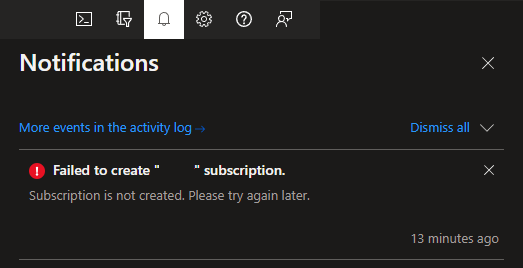 Notifications
More events in the activity log →
Dismiss all
Failed to create " " subscription.
Subscription is not created. Please try again later.
13 minutes ago